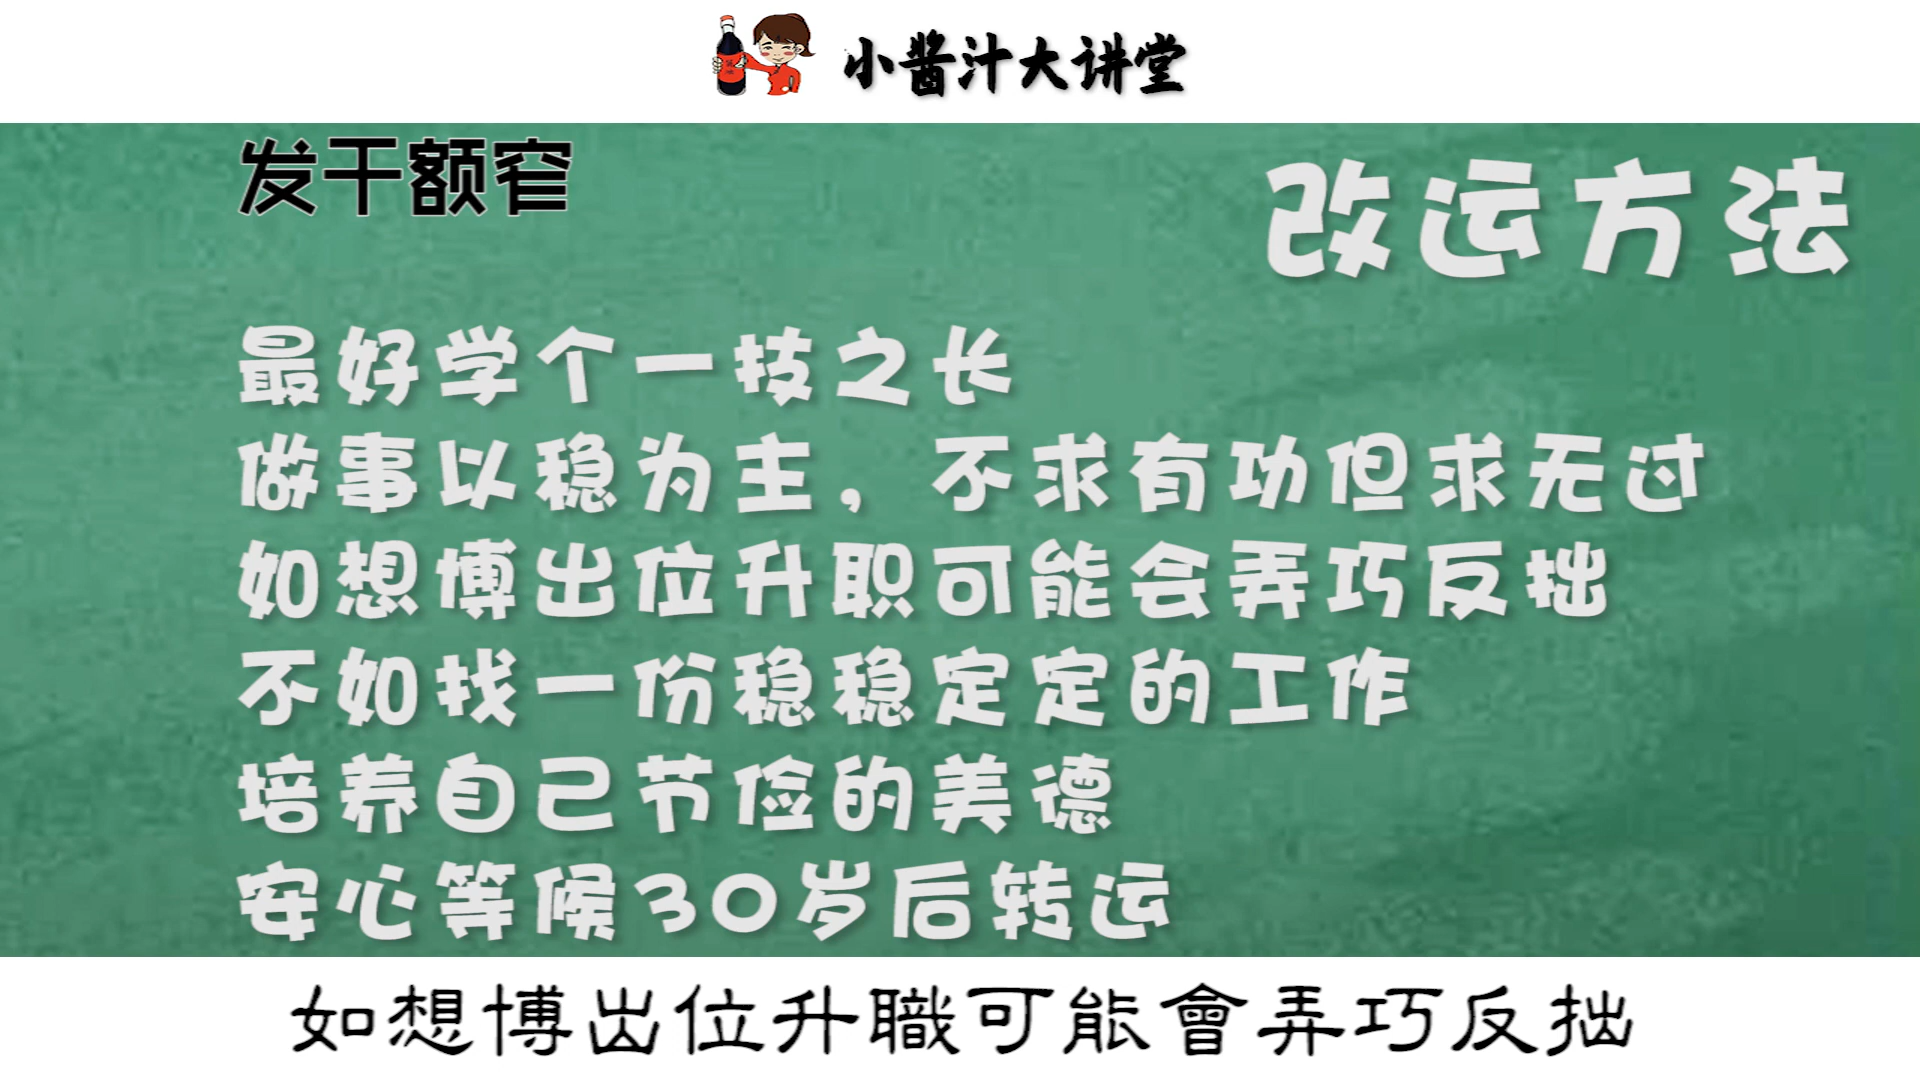 小酱汁大讲堂
发干额窄
改运方法
最好学个一技之长
做事以稳为主，不求有功但求无过
如想博出位升职可能会弄巧反拙
不如找一份稳稳定定的工作
培养自己节俭的美德
安心等候30岁后转运
如想博出位升職可能會弄巧反拙